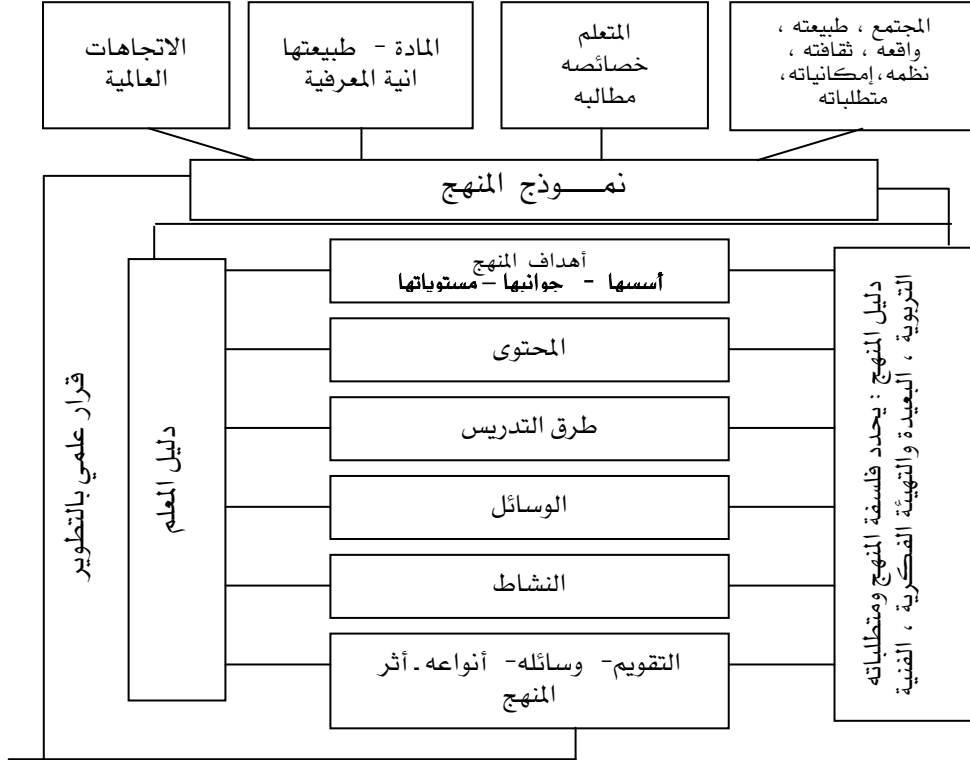 المجتمع ، طبيعته ،
واقعه ، ثقافته ،
نظمه، إمكانياته،
متطلباته
المتعلم
خصائصه
مطالبه
المادة - طبيعتها
انية المعرفية
الاتجاهات
العالمية
نمـــــوذج المنهج
دليل المنهج : يحدد فلسفة المنهج ومتطلباته
التربوية ، البعيدة والتهيئة الفكرية ، الفنية
أهداف المنهج
أسسها - جوانبها – مستوياتها
المحتوى
طرق التدريس
الوسائل
النشاط
التقويم- وسائله- أنواعه ـ أثر
المنهج
دليل المعلم
قرار علمي بالتطوير